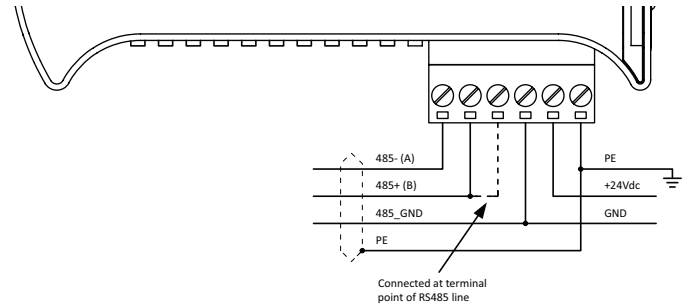 485- (A)
PE
485+ (B)
+24Vdc
485_GND
GND
PE
Connected at terminal
point of RS485 line